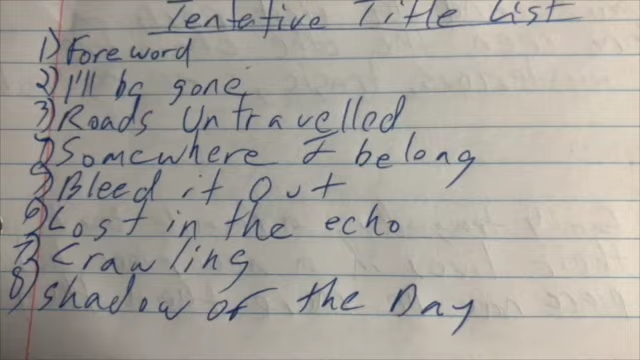 Tentative Title List
1) Foreword
2) I'll be gone
3) Roads Untravelled
4) Somewhere I belong
5) Bleed it Out
6) Lost in the echo
7) Crawling
8) Shadow of the Day